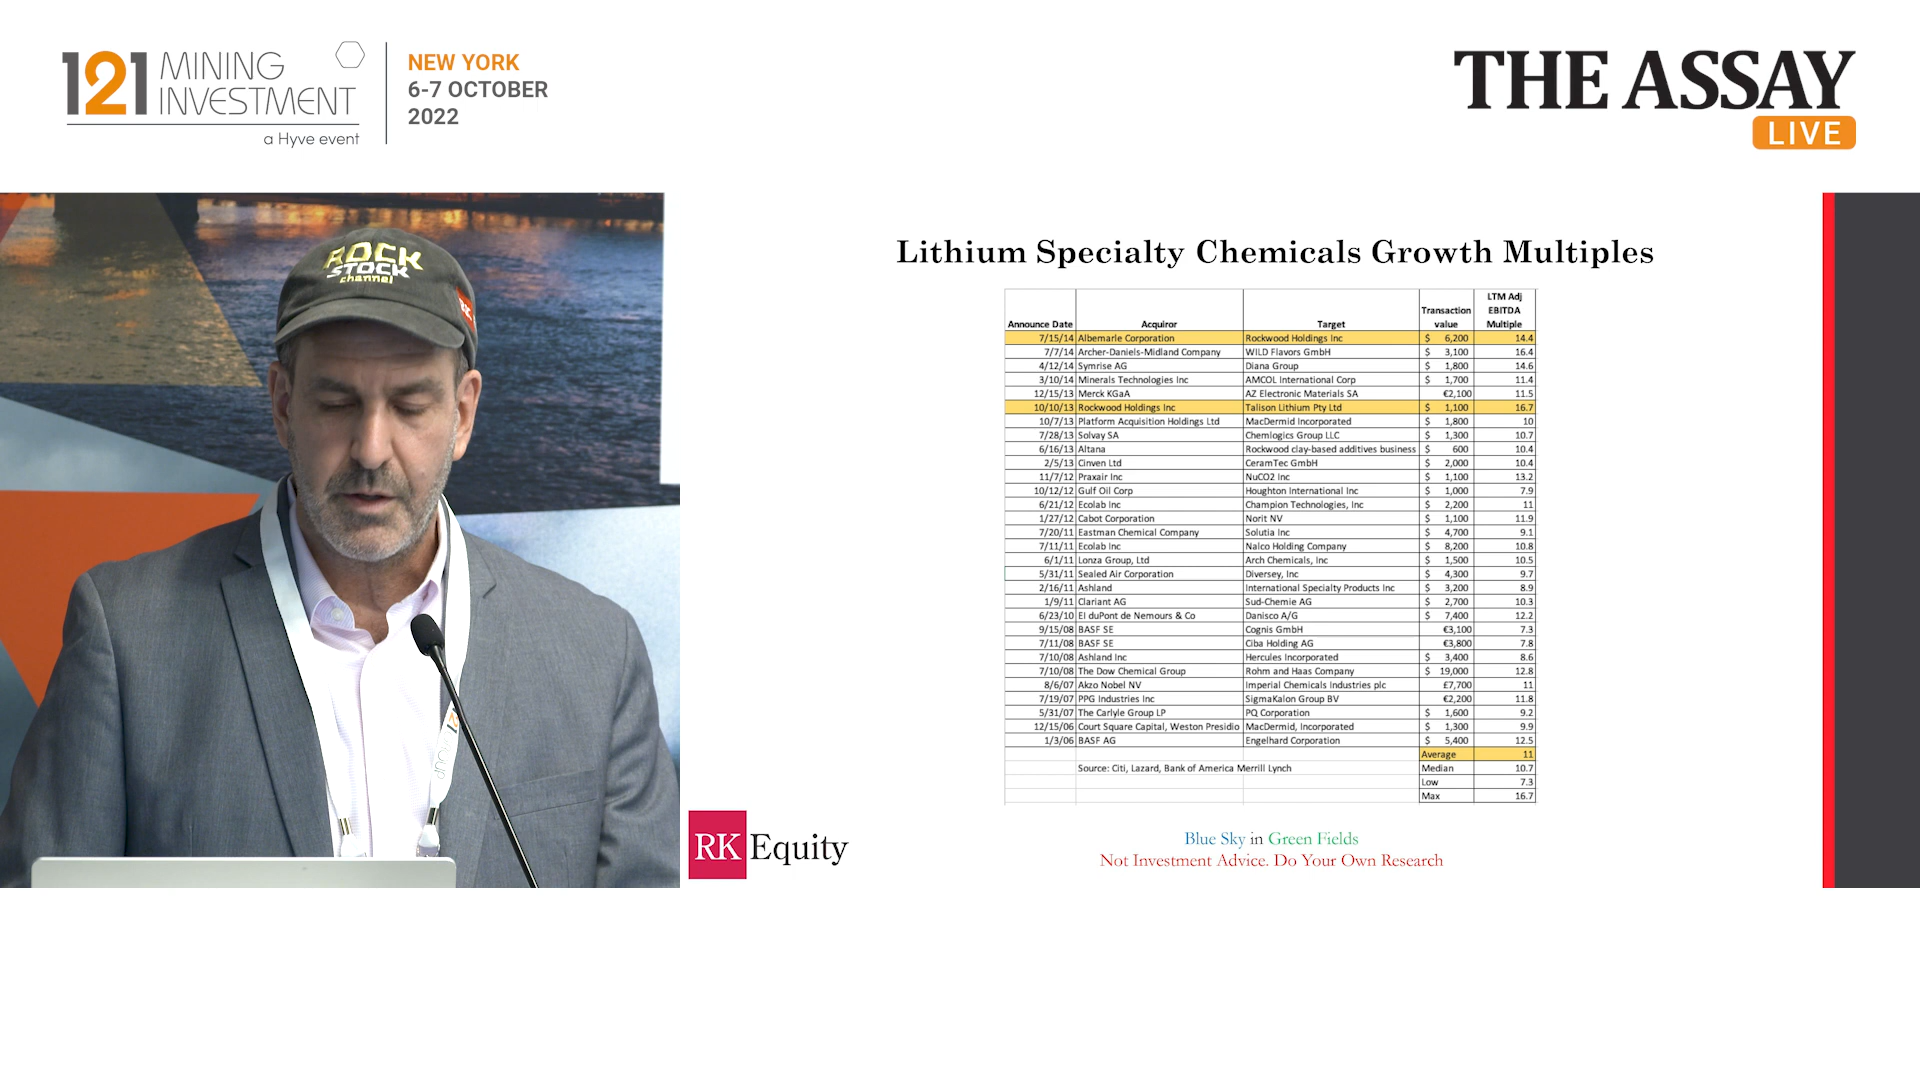 121 MINING INVESTMENT
a Hyve event
NEW YORK
6-7 OCTOBER
2022
THE ASSAY
LIVE
ROCK
STOCK
channel
RK
Lithium Specialty Chemicals Growth Multiples
Announce Date Acquiror Target Transaction value LTM Adj EBITDA Multiple
7/15/14 Albemarle Corporation Rockwood Holdings Inc $ 6,200 14.4
7/7/14 Archer-Daniels-Midland Company WILD Flavors GmbH $ 3,100 16.4
4/12/14 Symrise AG Diana Group $ 1,800 14.6
3/10/14 Minerals Technologies Inc AMCOL International Corp $ 1,700 11.4
12/15/13 Merck KGaA AZ Electronic Materials SA €2,100 11.5
10/10/13 Rockwood Holdings Inc Talison Lithium Pty Ltd $ 1,100 16.7
10/7/13 Platform Acquisition Holdings Ltd MacDermid Incorporated $ 1,800 10
7/28/13 Solvay SA Chemlogics Group LLC $ 1,300 10.7
6/16/13 Altana Rockwood clay-based additives business $ 600 10.4
2/5/13 Cinven Ltd CeramTec GmbH $ 2,000 10.4
11/7/12 Praxair Inc NuCO2 Inc $ 1,100 13.2
10/12/12 Gulf Oil Corp Houghton International Inc $ 1,000 7.9
6/21/12 Ecolab Inc Champion Technologies, Inc $ 2,200 11
1/27/12 Cabot Corporation Norit NV $ 1,100 11.9
7/20/11 Eastman Chemical Company Solutia Inc $ 4,700 9.1
7/11/11 Ecolab Inc Nalco Holding Company $ 8,200 10.8
6/1/11 Lonza Group, Ltd Arch Chemicals, Inc $ 1,500 10.5
5/31/11 Sealed Air Corporation Diversey, Inc $ 4,300 9.7
2/16/11 Ashland International Specialty Products Inc $ 3,200 8.9
1/9/11 Clariant AG Sud-Chemie AG $ 2,700 10.3
6/23/10 EI duPont de Nemours & Co Danisco A/G $ 7,400 12.2
9/15/08 BASF SE Cognis GmbH €3,100 7.3
7/11/08 BASF SE Ciba Holding AG €3,800 7.8
7/10/08 Ashland Inc Hercules Incorporated $ 3,400 8.6
7/10/08 The Dow Chemical Group Rohm and Haas Company $ 19,000 12.8
8/6/07 Akzo Nobel NV Imperial Chemicals Industries plc £7,700 11
7/19/07 PPG Industries Inc SigmaKalon Group BV €2,200 11.8
5/31/07 The Carlyle Group LP PQ Corporation $ 1,600 9.2
12/15/06 Court Square Capital, Weston Presidio MacDermid, Incorporated $ 1,300 9.9
1/3/06 BASF AG Engelhard Corporation $ 5,400 12.5
Average 11
Source: Citi, Lazard, Bank of America Merrill Lynch Median 10.7
Low 7.3
Max 16.7
RK Equity
Blue Sky in Green Fields
Not Investment Advice. Do Your Own Research